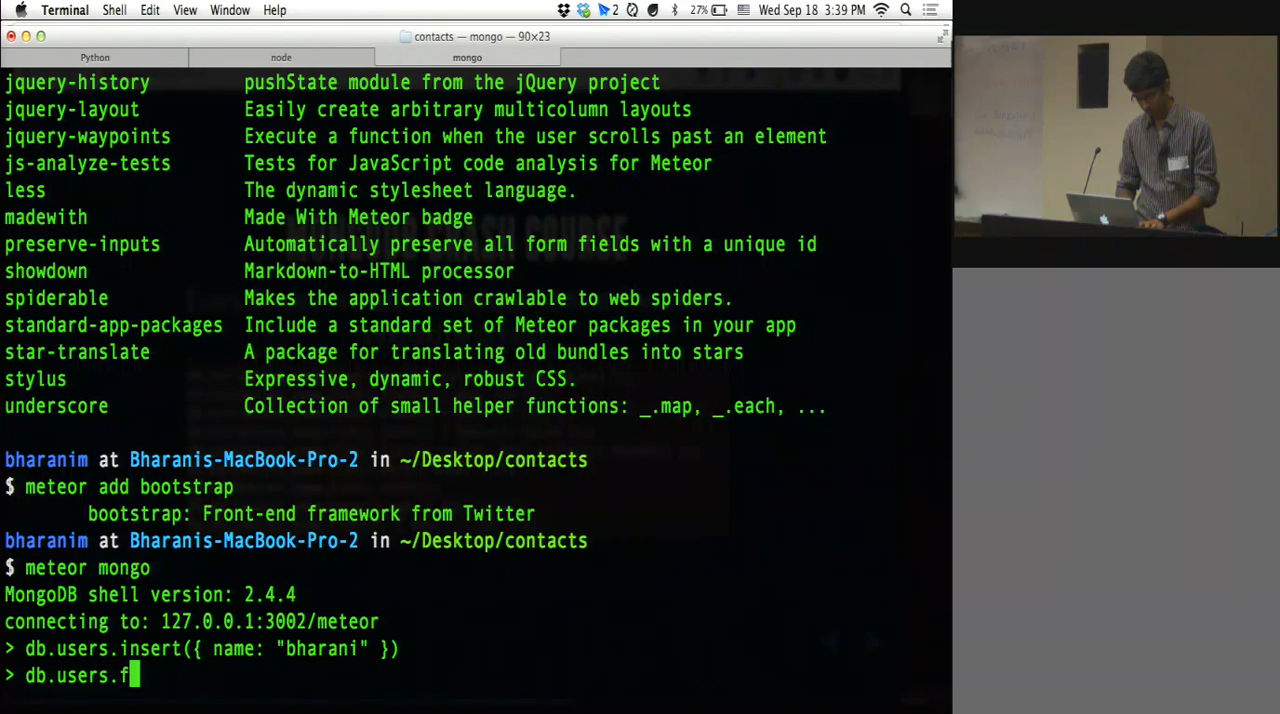 Terminal Shell Edit View Window Help 2 27% Wed Sep 18 3:39 PM
contacts — mongo — 90×23
Python node mongo
jquery-history pushState module from the jQuery project
jquery-layout Easily create arbitrary multicolumn layouts
jquery-waypoints Execute a function when the user scrolls past an element
js-analyze-tests Tests for JavaScript code analysis for Meteor
less The dynamic stylesheet language.
madewith Made With Meteor badge
preserve-inputs Automatically preserve all form fields with a unique id
showdown Markdown-to-HTML processor
spiderable Makes the application crawlable to web spiders.
standard-app-packages Include a standard set of Meteor packages in your app
star-translate A package for translating old bundles into stars
stylus Expressive, dynamic, robust CSS.
underscore Collection of small helper functions: _.map, _.each, ...
bharanim at Bharanis-MacBook-Pro-2 in ~/Desktop/contacts
$ meteor add bootstrap
bootstrap: Front-end framework from Twitter
bharanim at Bharanis-MacBook-Pro-2 in ~/Desktop/contacts
$ meteor mongo
MongoDB shell version: 2.4.4
connecting to: 127.0.0.1:3002/meteor
> db.users.insert({ name: "bharani" })
> db.users.f